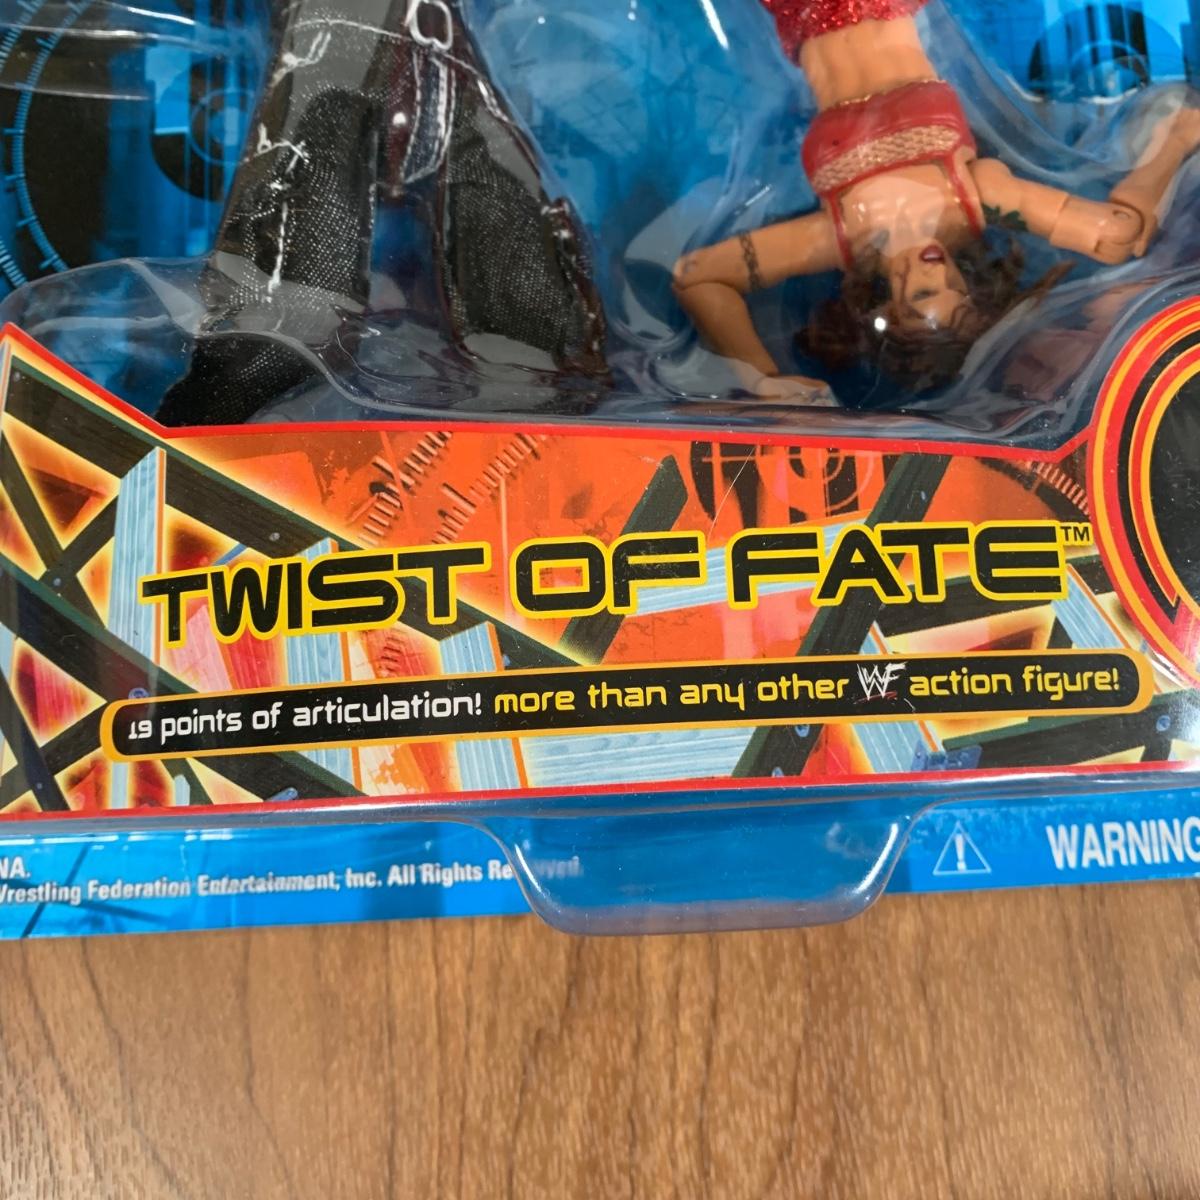 TWIST OF FATE™
19 points of articulation! more than any other WF action figure!
NA.
Wrestling Federation Entertainment, Inc. All Rights Reserved.
WARNING